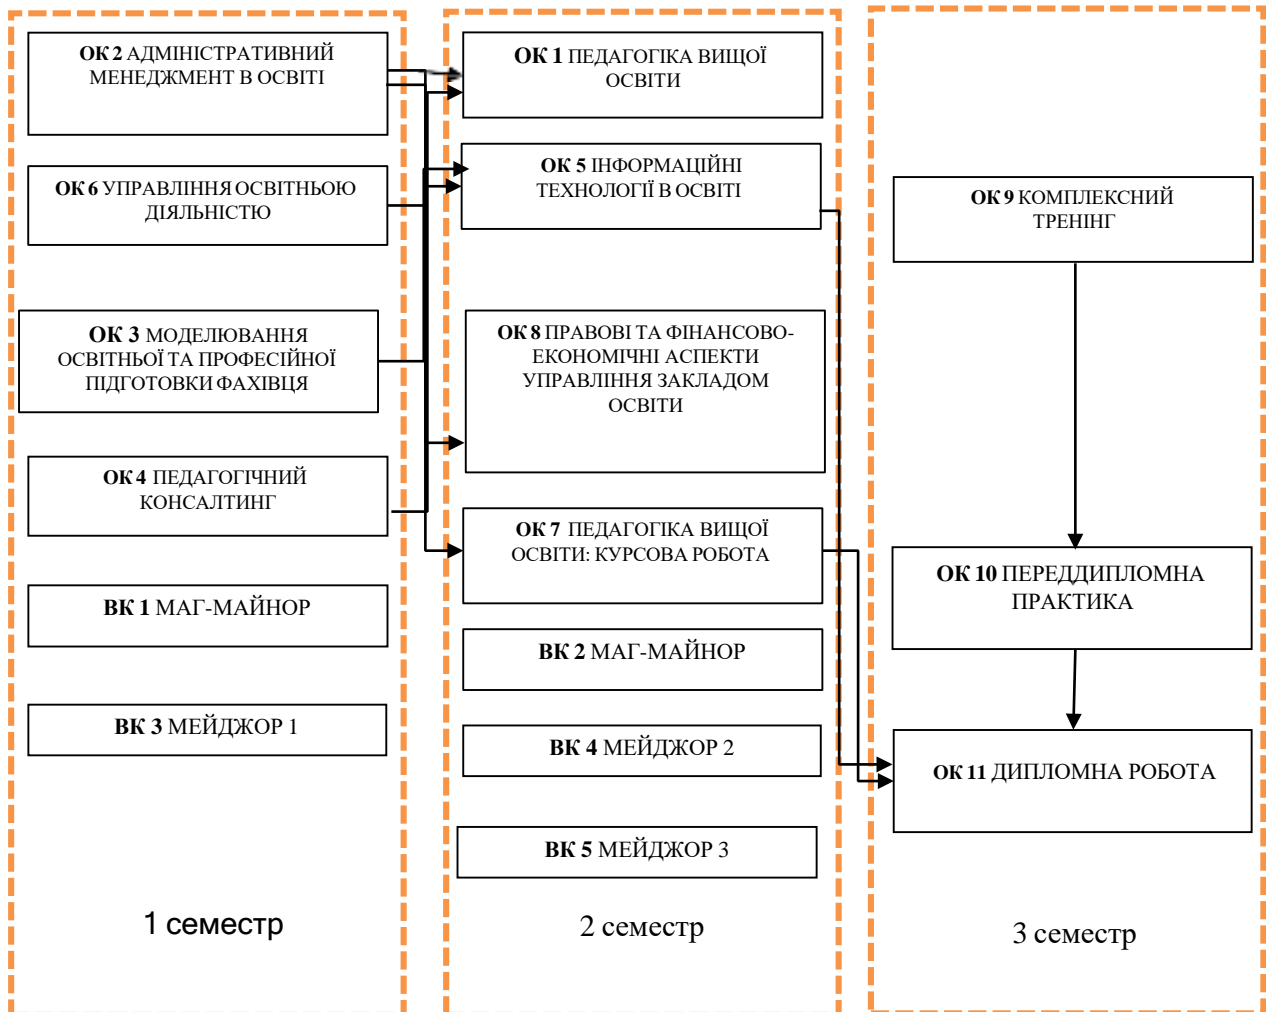 ОК 2 АДМІНІСТРАТИВНИЙ
МЕНЕДЖМЕНТ В ОСВІТІ
ОК 6 УПРАВЛІННЯ ОСВІТНЬОЮ
ДІЯЛЬНІСТЮ
ОК 3 МОДЕЛЮВАННЯ
ОСВІТНЬОЇ ТА ПРОФЕСІЙНОЇ
ПІДГОТОВКИ ФАХІВЦЯ
ОК 4 ПЕДАГОГІЧНИЙ
КОНСАЛТИНГ
ВК 1 МАГ-МАЙНОР
ВК 3 МЕЙДЖОР 1
1 семестр
ОК 1 ПЕДАГОГІКА ВИЩОЇ
ОСВІТИ
ОК 5 ІНФОРМАЦІЙНІ
ТЕХНОЛОГІЇ В ОСВІТІ
ОК 8 ПРАВОВІ ТА ФІНАНСОВО-
ЕКОНОМІЧНІ АСПЕКТИ
УПРАВЛІННЯ ЗАКЛАДОМ
ОСВІТИ
ОК 7 ПЕДАГОГІКА ВИЩОЇ
ОСВІТИ: КУРСОВА РОБОТА
ВК 2 МАГ-МАЙНОР
ВК 4 МЕЙДЖОР 2
ВК 5 МЕЙДЖОР 3
2 семестр
ОК 9 КОМПЛЕКСНИЙ
ТРЕНІНГ
ОК 10 ПЕРЕДДИПЛОМНА
ПРАКТИКА
ОК 11 ДИПЛОМНА РОБОТА
3 семестр